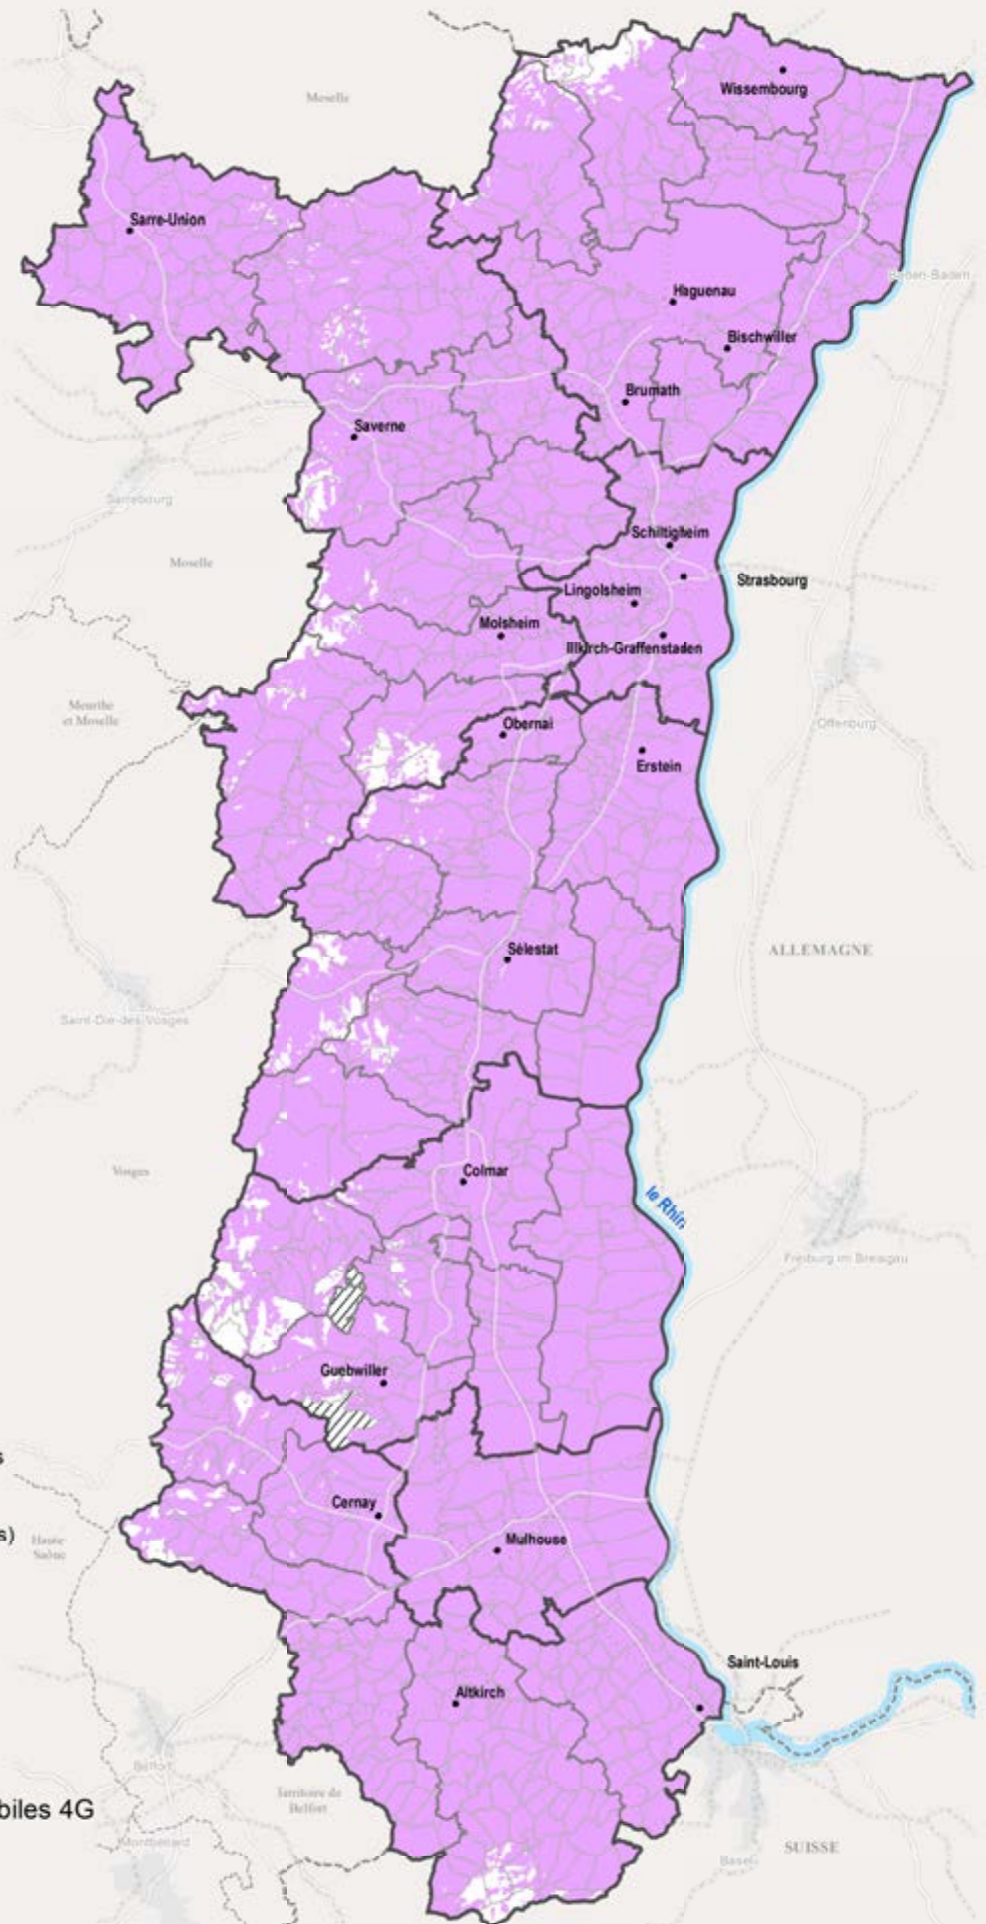 Moselle
Wissembourg
Sarre-Union
Baden-Baden
Haguenau
Bischwiller
Brumath
Saverne
Sarrebourg
Schiltigheim
Moselle
Strasbourg
Lingolsheim
Molsheim
Illkirch-Graffenstaden
Meurthe
et Moselle
Obernai
Offenburg
Erstein
ALLEMAGNE
Sélestat
Saint-Dié-des-Vosges
Vosges
Colmar
le Rhin
Freiburg im Breisgau
Guebwiller
s
Cernay
s)
Haute
Saône
Mulhouse
Saint-Louis
Altkirch
Belfort
Territoire de
Belfort
biles 4G
Montbéliard
SUISSE
Basel